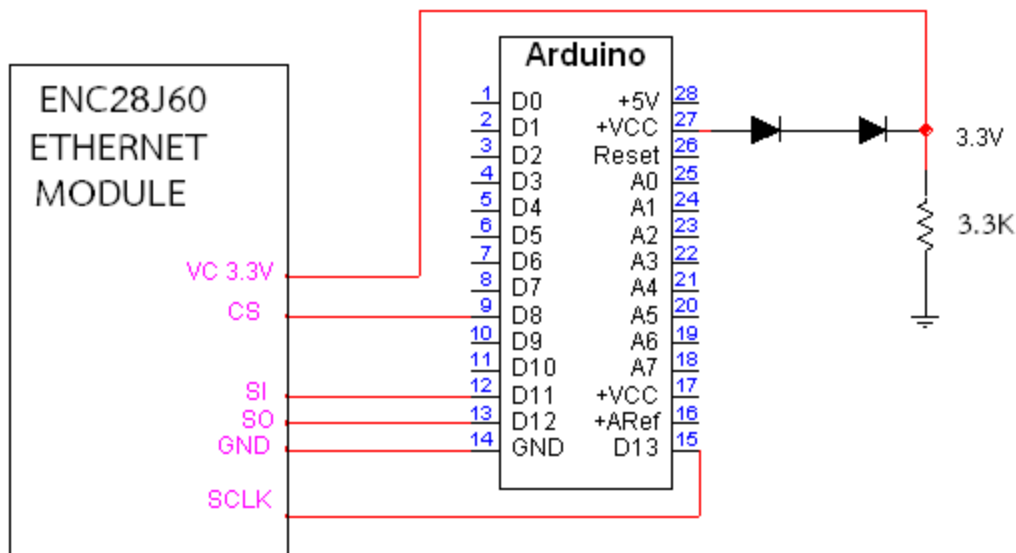 ENC28J60
ETHERNET
MODULE
VC 3.3V
CS
SI
SO
GND
SCLK
Arduino
1 D0 +5V 28
2 D1 +VCC 27
3 D2 Reset 26
4 D3 A0 25
5 D4 A1 24
6 D5 A2 23
7 D6 A3 22
8 D7 A4 21
9 D8 A5 20
10 D9 A6 19
11 D10 A7 18
12 D11 +VCC 17
13 D12 +ARef 16
14 GND D13 15
3.3V
3.3K